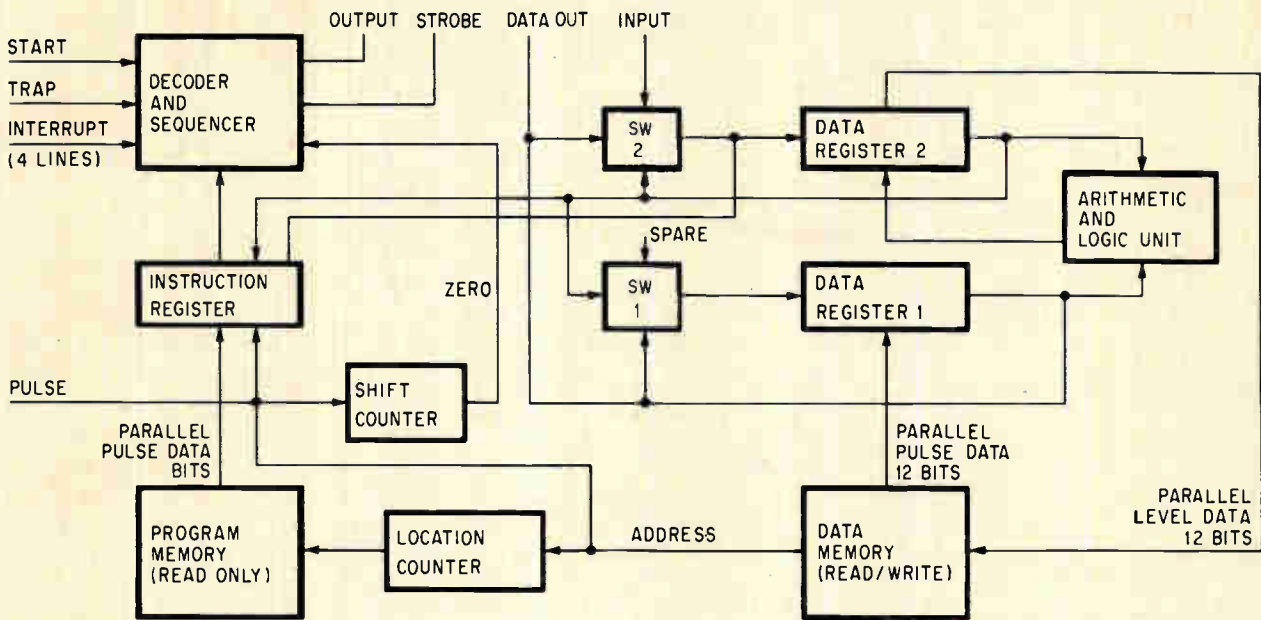 OUTPUT
STROBE
DATA OUT
INPUT
START
TRAP
INTERRUPT
(4 LINES)
DECODER
AND
SEQUENCER
SW
2
DATA
REGISTER 2
ARITHMETIC
AND
LOGIC UNIT
SPARE
INSTRUCTION
REGISTER
ZERO
SW
1
DATA
REGISTER 1
PULSE
SHIFT
COUNTER
PARALLEL
PULSE DATA
BITS
PARALLEL
PULSE DATA
12 BITS
PARALLEL
LEVEL DATA
12 BITS
PROGRAM
MEMORY
(READ ONLY)
LOCATION
COUNTER
ADDRESS
DATA
MEMORY
(READ/WRITE)